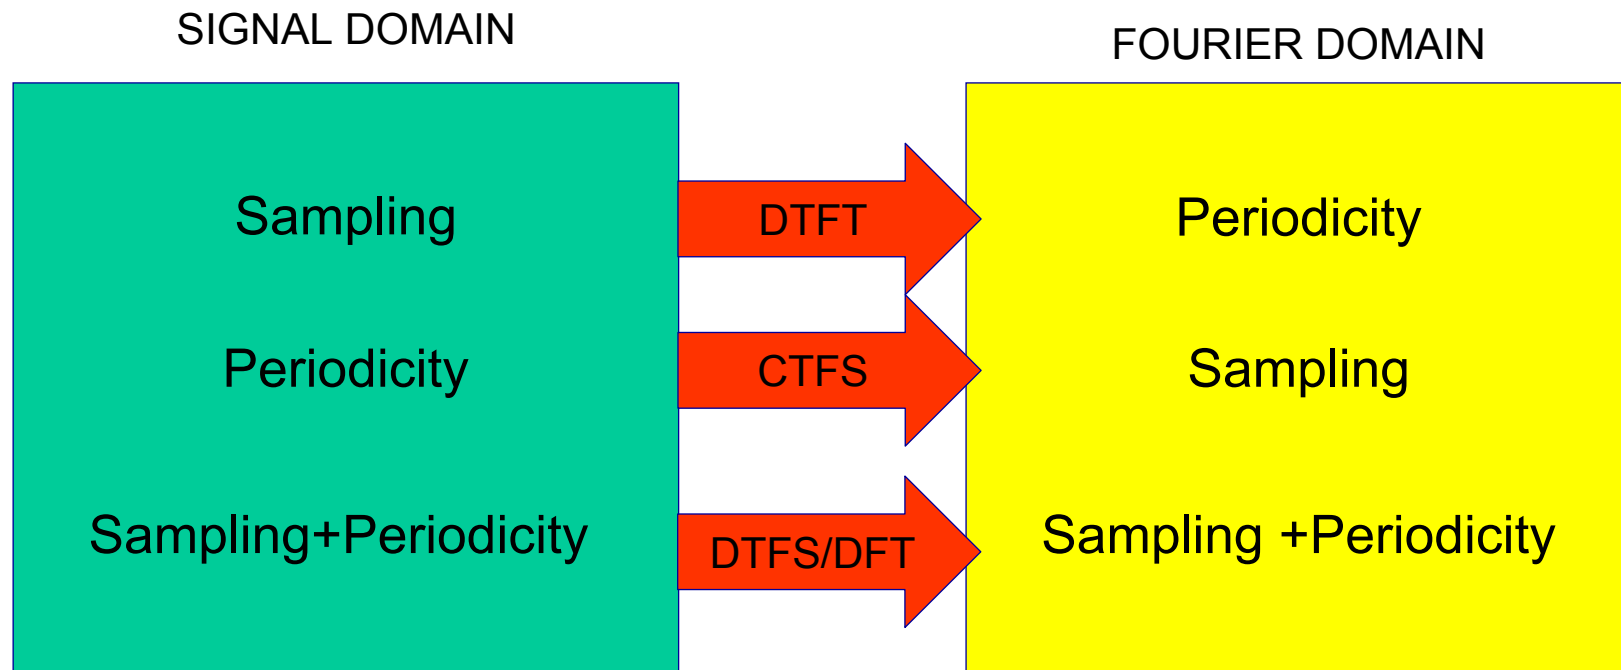 SIGNAL DOMAIN
FOURIER DOMAIN
Sampling
DTFT
Periodicity
Periodicity
CTFS
Sampling
Sampling+Periodicity
DTFS/DFT
Sampling +Periodicity